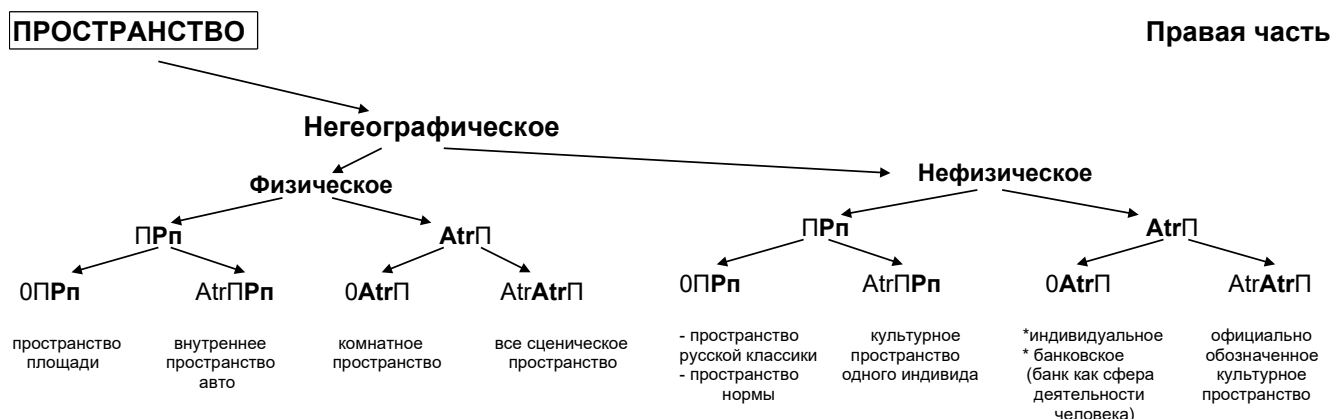 ПРОСТРАНСТВО
Правая часть
Негеографическое
Физическое
Нефизическое
ПРп
AtrП
ПРп
AtrП
0ПРп
AtrПРп
0AtrП
AtrAtrП
0ПРп
AtrПРп
0AtrП
AtrAtrП
пространство
площади
внутреннее
пространство
авто
комнатное
пространство
все сценическое
пространство
- пространство
русской классики
- пространство
нормы
культурное
пространство
одного индивида
*индивидуальное
* банковское
(банк как сфера
деятельности
человека)
официально
обозначенное
культурное
пространство